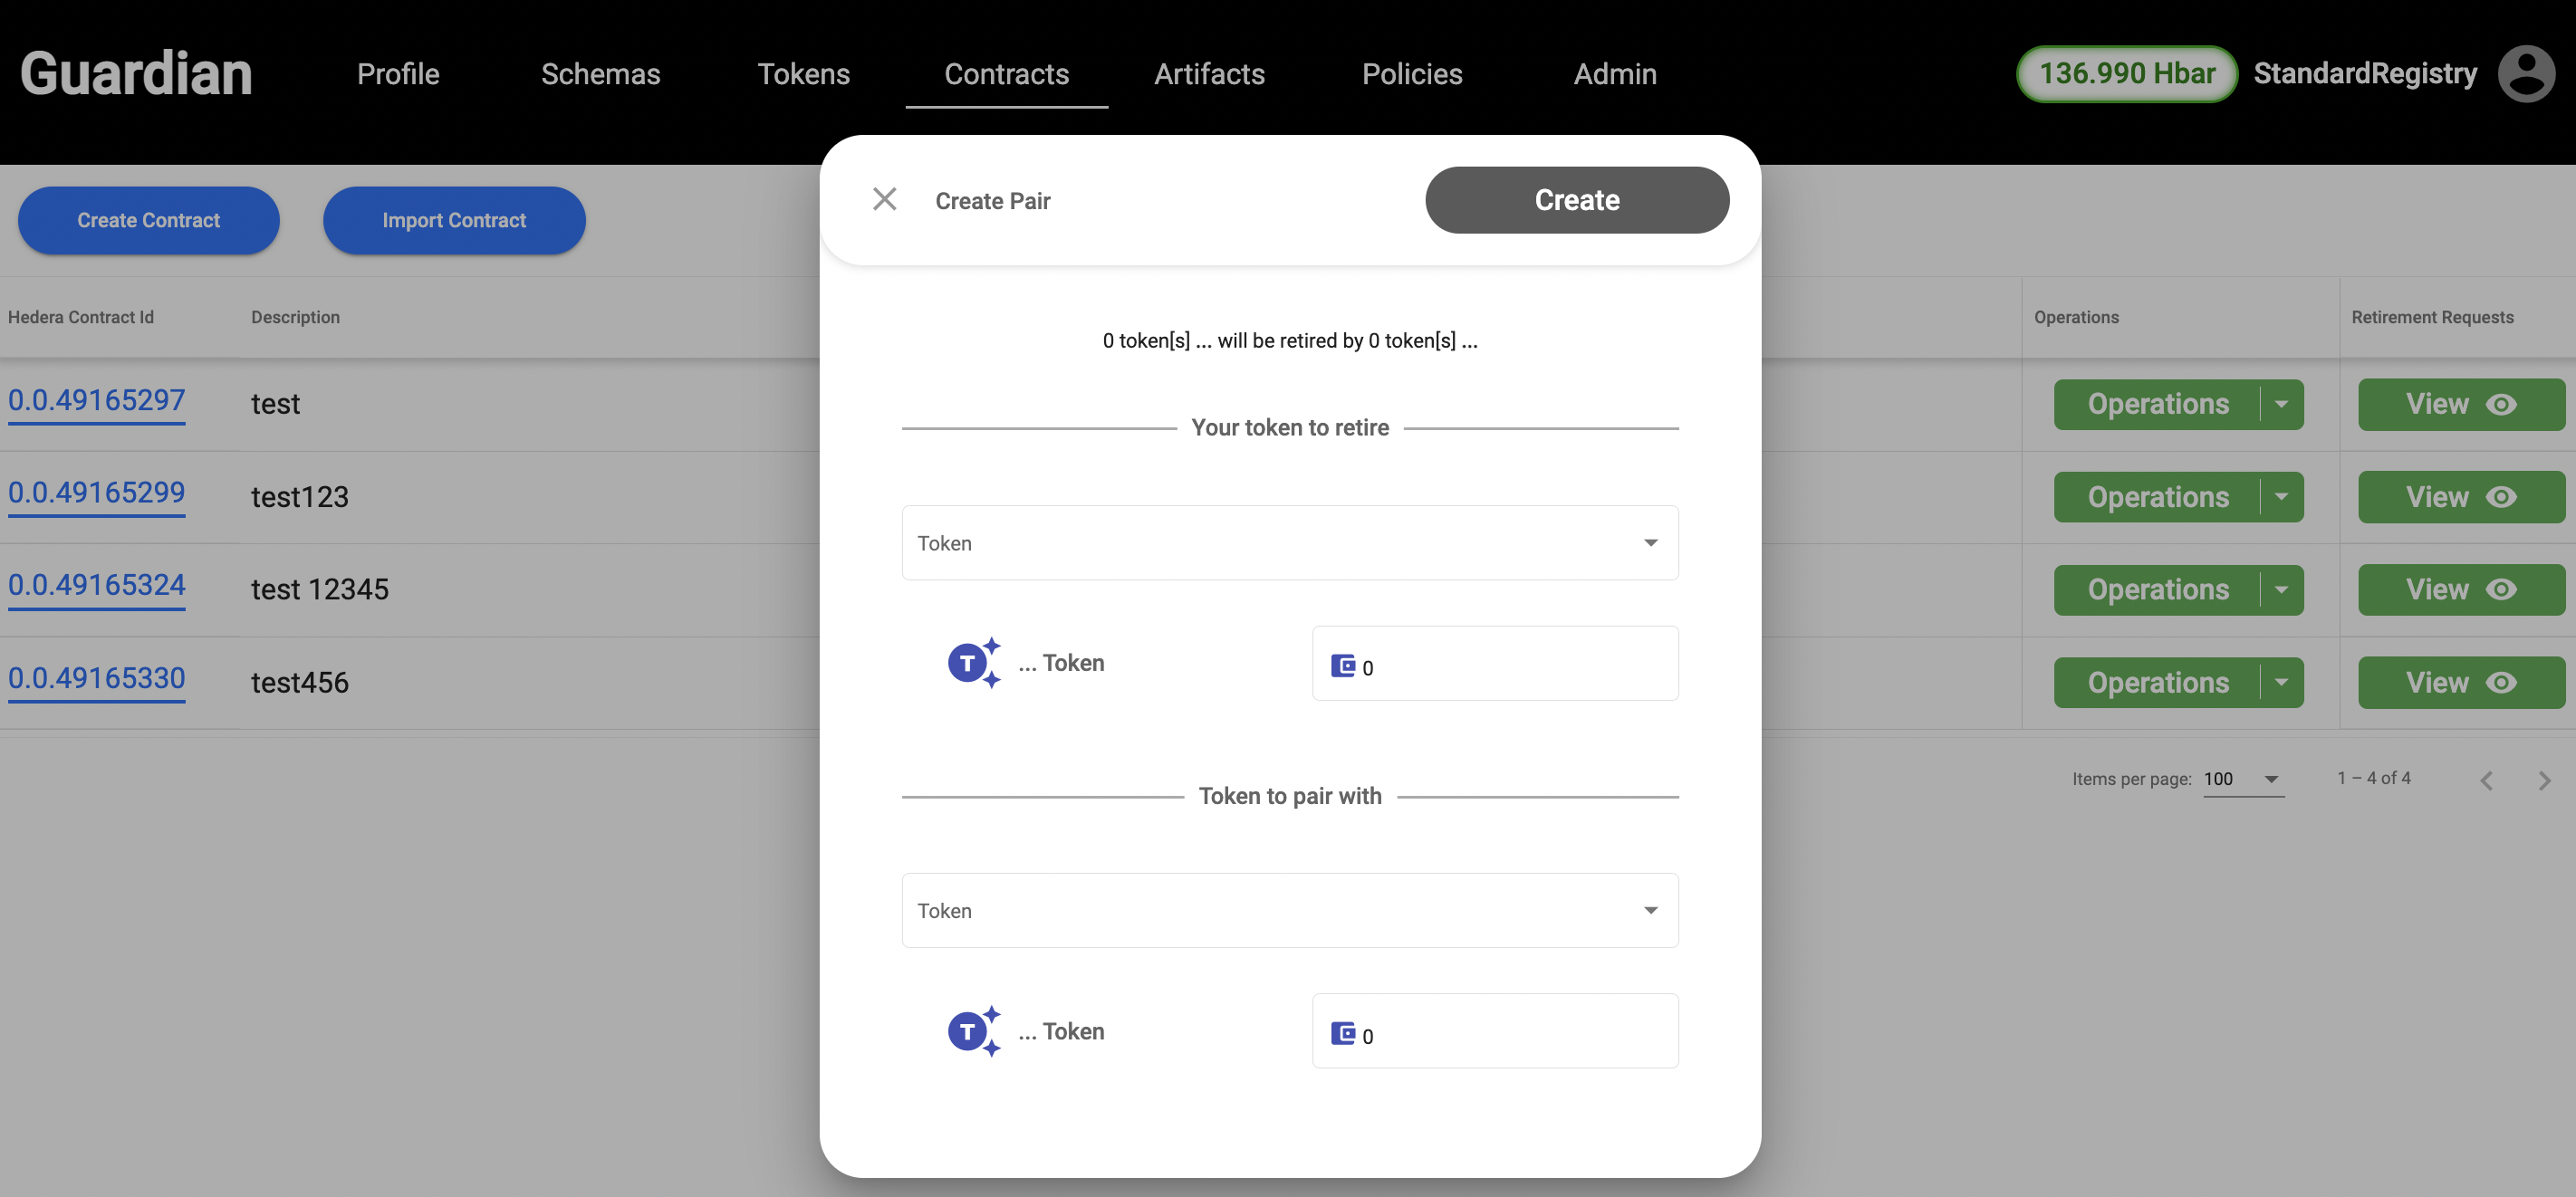 Guardian
Profile
Schemas
Tokens
Contracts
Artifacts
Policies
Admin
136.990 Hbar
StandardRegistry
Create Contract
Import Contract
Hedera Contract Id
Description
Operations
Retirement Requests
0.0.49165297
test
Operations
View
0.0.49165299
test123
Operations
View
0.0.49165324
test 12345
Operations
View
0.0.49165330
test456
Operations
View
Items per page: 100
1 – 4 of 4
Create Pair
Create
0 token[s] ... will be retired by 0 token[s] ...
Your token to retire
Token
T
... Token
0
Token to pair with
Token
T
... Token
0